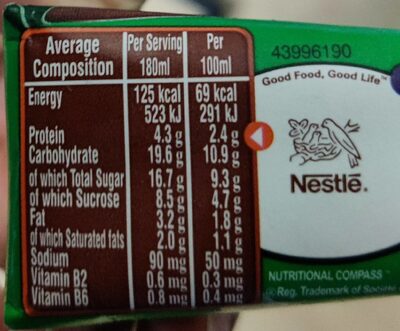 Average Composition Per Serving 180ml Per 100ml
Energy 125 kcal 69 kcal
523 kJ 291 kJ
Protein 4.3 g 2.4 g
Carbohydrate 19.6 g 10.9 g
of which Total Sugar 16.7 g 9.3 g
of which Sucrose 8.5 g 4.7 g
Fat 3.2 g 1.8 g
of which Saturated fats 2.0 g 1.1 g
Sodium 90 mg 50 mg
Vitamin B2 0.6 mg 0.3 mg
Vitamin B6 0.8 mg 0.4 mg
43996190
Good Food, Good Life™
Nestlé®
NUTRITIONAL COMPASS
® Reg. Trademark of